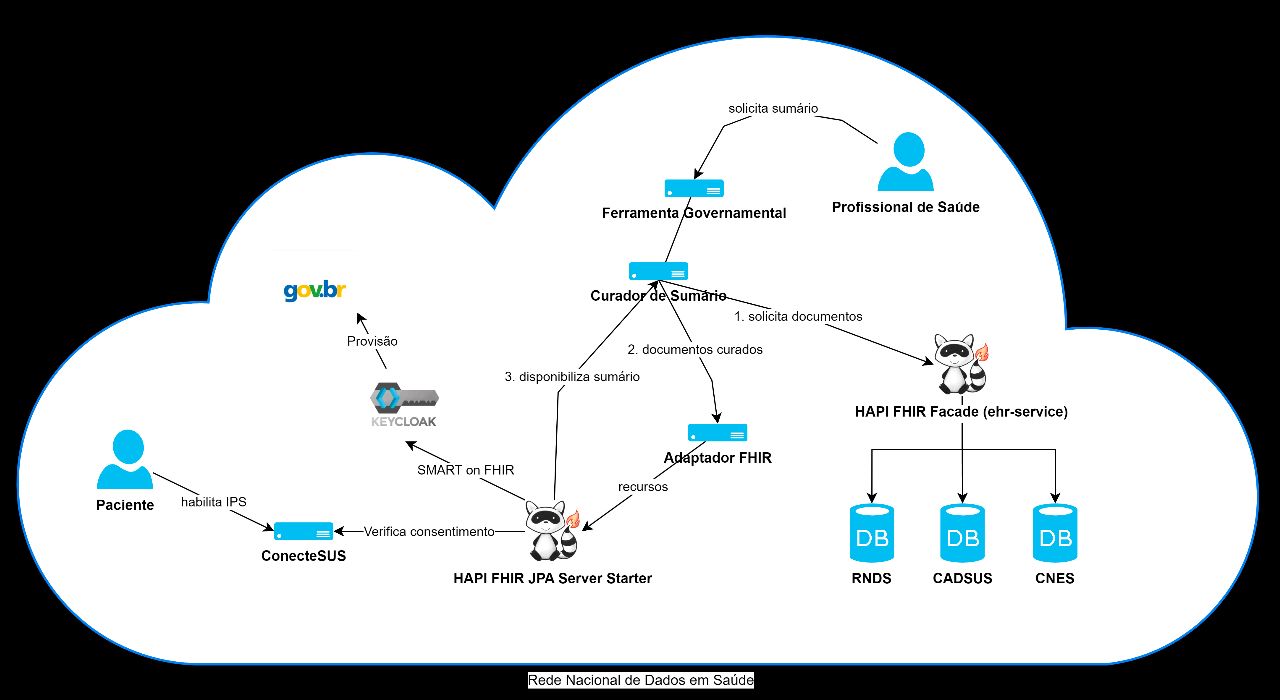 solicita sumário
Profissional de Saúde
Ferramenta Governamental
Curador de Sumário
1. solicita documentos
2. documentos curados
3. disponibiliza sumário
gov.br
Provisão
KEYCLOAK
HAPI FHIR Facade (ehr-service)
Adaptador FHIR
SMART on FHIR
recursos
Paciente
habilita IPS
Verifica consentimento
ConecteSUS
HAPI FHIR JPA Server Starter
DB
DB
DB
RNDS
CADSUS
CNES
Rede Nacional de Dados em Saúde